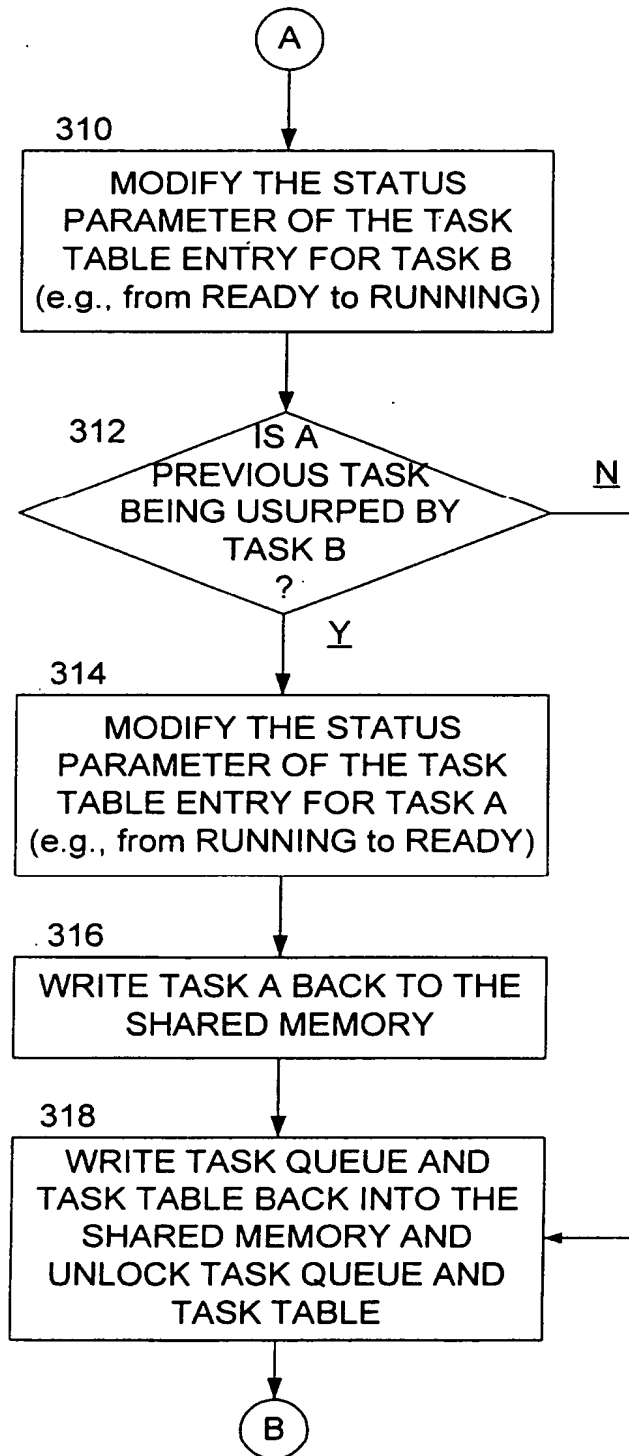 A
310
MODIFY THE STATUS
PARAMETER OF THE TASK
TABLE ENTRY FOR TASK B
(e.g., from READY to RUNNING)
312
IS A
PREVIOUS TASK
BEING USURPED BY
TASK B
?
N
Y
314
MODIFY THE STATUS
PARAMETER OF THE TASK
TABLE ENTRY FOR TASK A
(e.g., from RUNNING to READY)
316
WRITE TASK A BACK TO THE
SHARED MEMORY
318
WRITE TASK QUEUE AND
TASK TABLE BACK INTO THE
SHARED MEMORY AND
UNLOCK TASK QUEUE AND
TASK TABLE
B